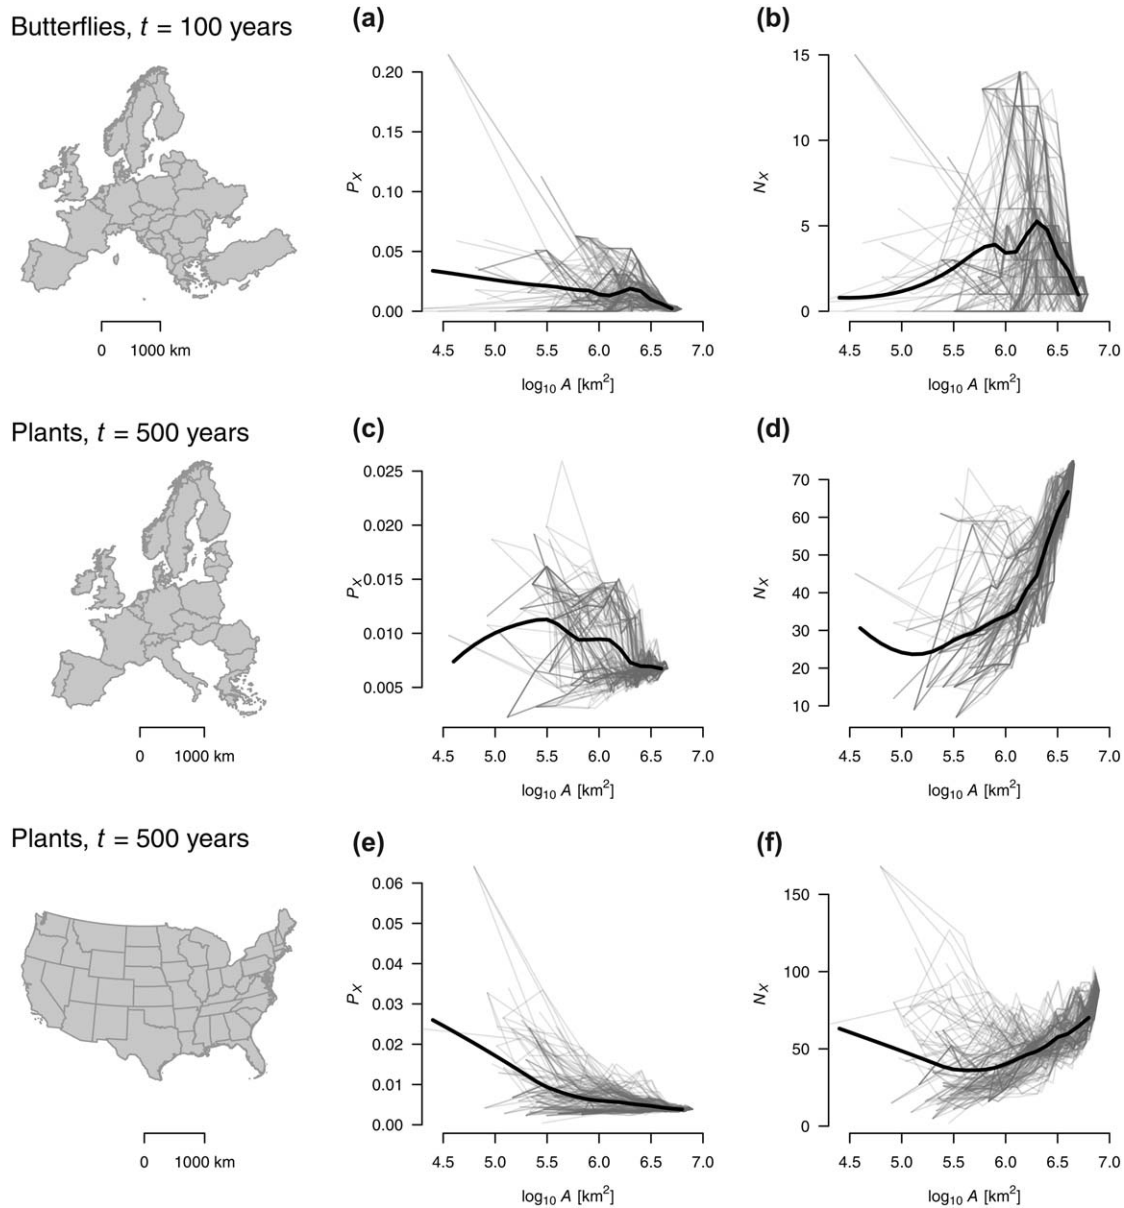 Butterflies, t = 100 years
0 1000 km
(a)
P_X
0.20
0.15
0.10
0.05
0.00
4.5 5.0 5.5 6.0 6.5 7.0
log₁₀ A [km²]
(b)
N_X
15
10
5
0
4.5 5.0 5.5 6.0 6.5 7.0
log₁₀ A [km²]
Plants, t = 500 years
0 1000 km
(c)
P_X
0.025
0.020
0.015
0.010
0.005
4.5 5.0 5.5 6.0 6.5 7.0
log₁₀ A [km²]
(d)
N_X
70
60
50
40
30
20
10
4.5 5.0 5.5 6.0 6.5 7.0
log₁₀ A [km²]
Plants, t = 500 years
0 1000 km
(e)
P_X
0.06
0.05
0.04
0.03
0.02
0.01
0.00
4.5 5.0 5.5 6.0 6.5 7.0
log₁₀ A [km²]
(f)
N_X
150
100
50
0
4.5 5.0 5.5 6.0 6.5 7.0
log₁₀ A [km²]